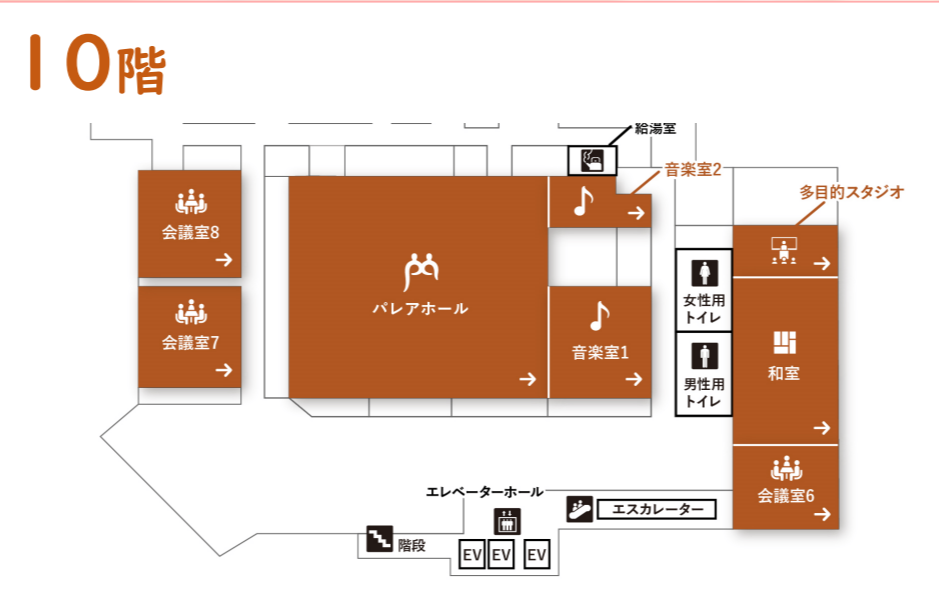 10階
給湯室
音楽室2
多目的スタジオ
会議室8
パレアホール
女性用
トイレ
会議室7
音楽室1
男性用
トイレ
和室
会議室6
エレベーターホール
エスカレーター
階段
EV
EV
EV